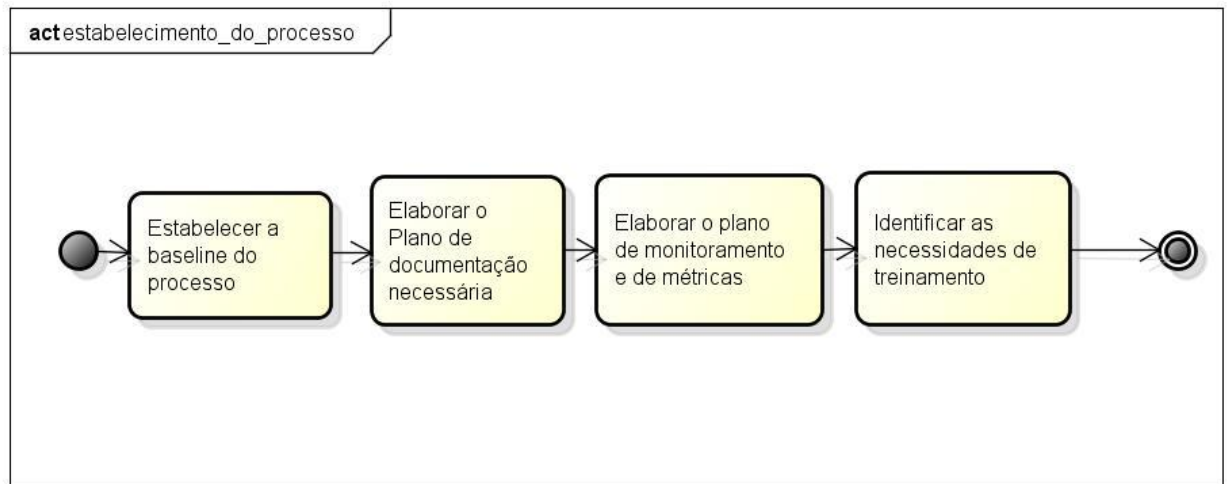 act estabelecimento_do_processo
Estabelecer a
baseline do
processo
Elaborar o
Plano de
documentação
necessária
Elaborar o plano
de monitoramento
e de métricas
Identificar as
necessidades de
treinamento